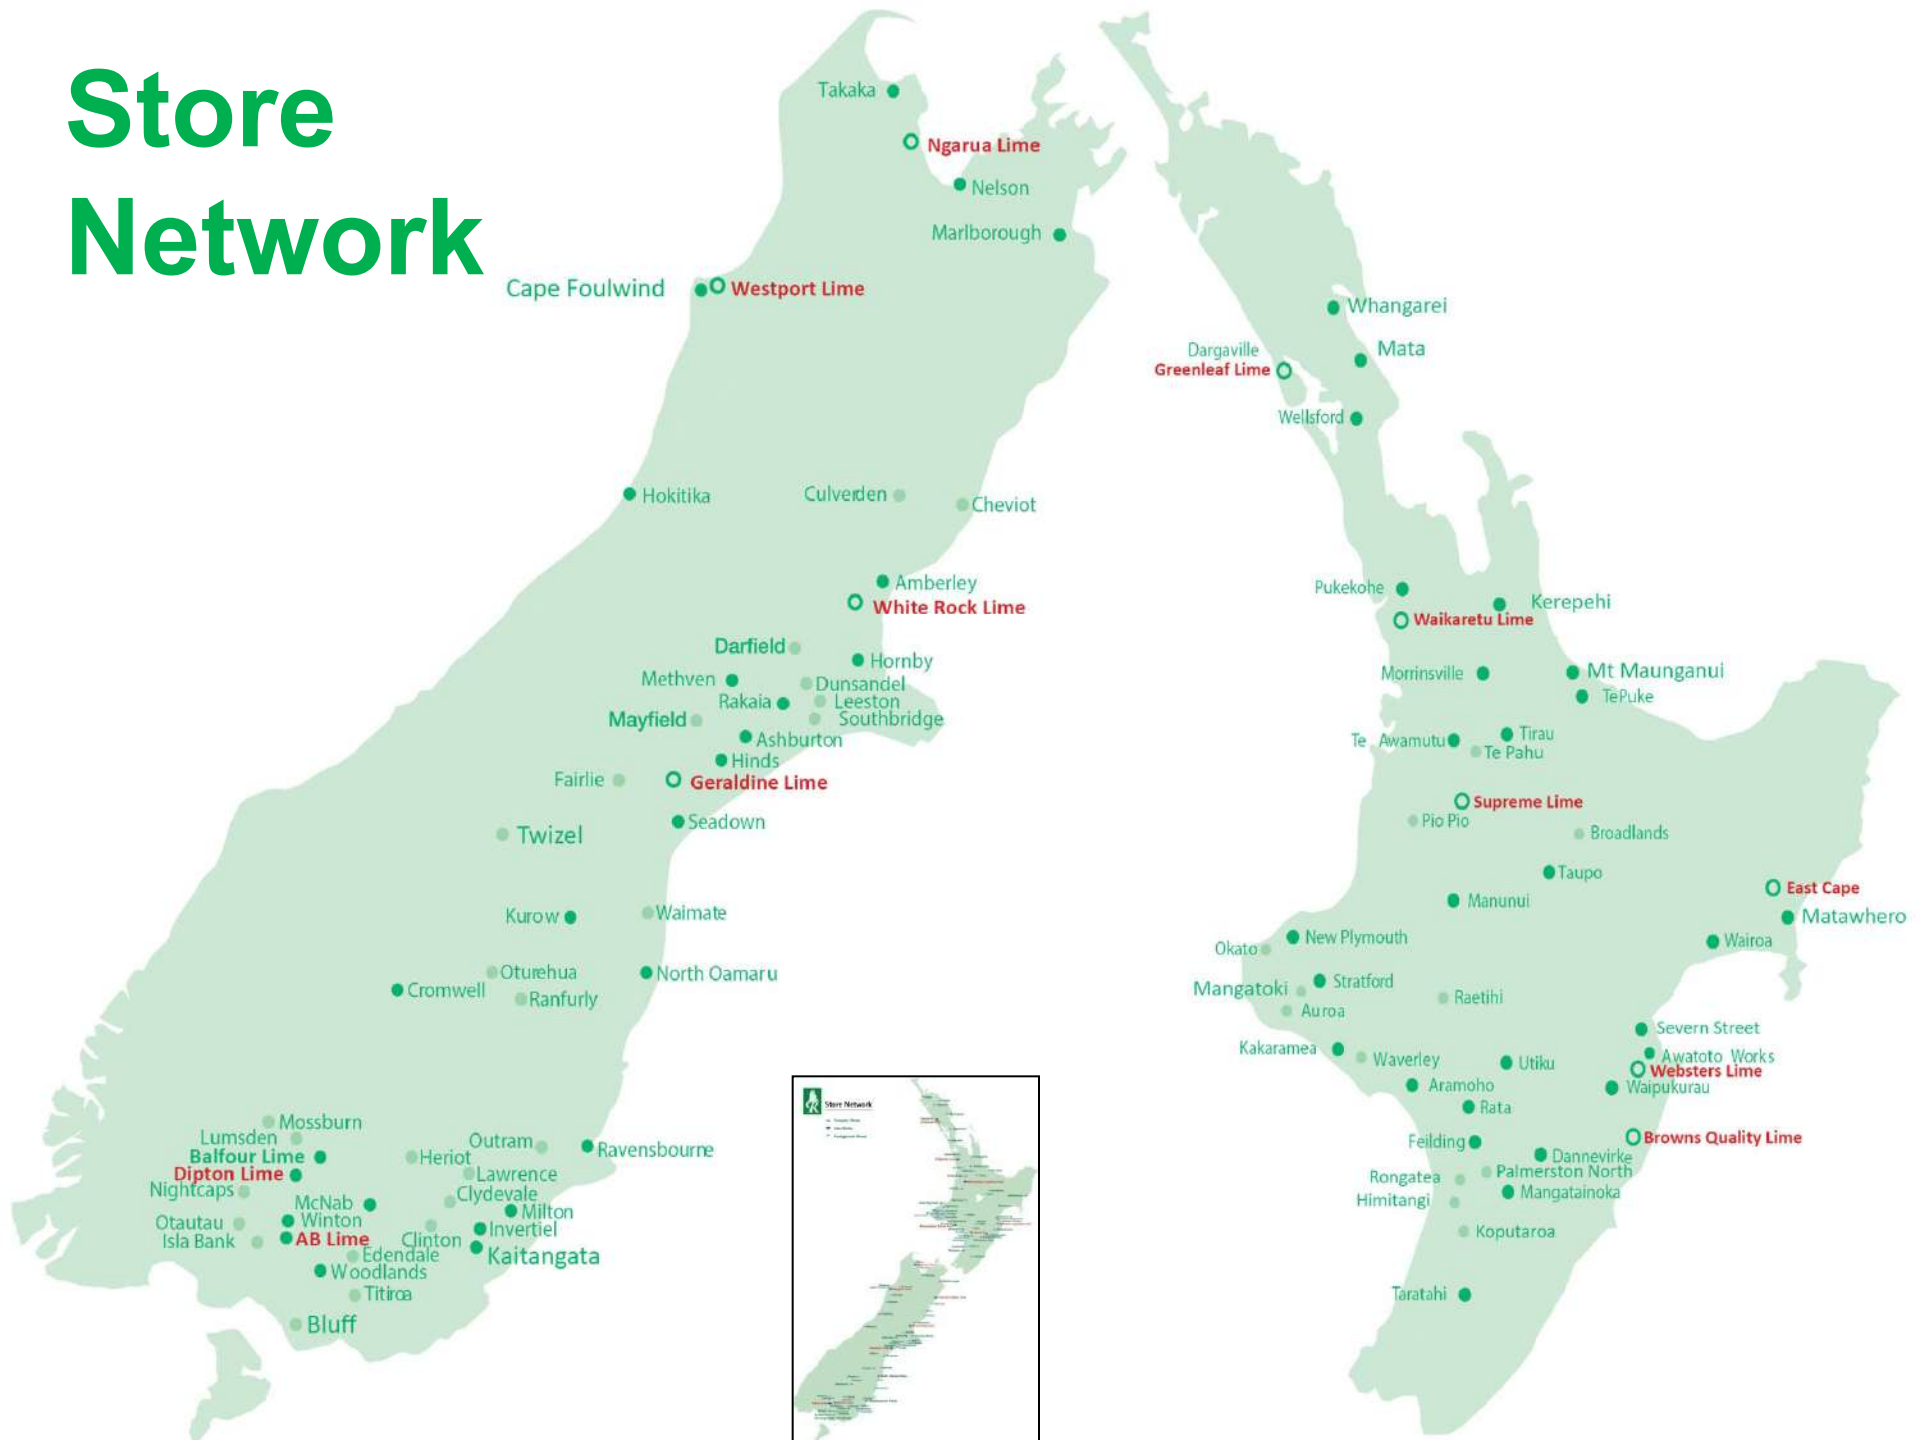 Store
Network
Takaka
Ngarua Lime
Nelson
Marlborough
Cape Foulwind
Westport Lime
Hokitika
Culverden
Cheviot
Amberley
White Rock Lime
Darfield
Hornby
Methven
Dunsandel
Rakaia
Leeston
Mayfield
Southbridge
Ashburton
Hinds
Fairlie
Geraldine Lime
Seadown
Twizel
Kurow
Waimate
Oturehua
North Oamaru
Cromwell
Ranfurly
Mossburn
Lumsden
Balfour Lime
Dipton Lime
Nightcaps
Heriot
Outram
Ravensbourne
Lawrence
Clydevale
McNab
Milton
Otautau
Winton
Invertiel
Isla Bank
AB Lime
Clinton
Edendale
Kaitangata
Woodlands
Titiroa
Bluff
Whangarei
Mata
Dargaville
Greenleaf Lime
Wellsford
Pukekohe
Kerepehi
Waikaretu Lime
Morrinsville
Mt Maunganui
TePuke
Te Awamutu
Tirau
Te Pahu
Supreme Lime
Pio Pio
Broadlands
Taupo
East Cape
Manunui
Matawhero
Okato
New Plymouth
Wairoa
Mangatoki
Stratford
Raetihi
Auroa
Severn Street
Kakaramea
Waverley
Utiku
Awatoto Works
Websters Lime
Aramoho
Waipukurau
Rata
Feilding
Browns Quality Lime
Dannevirke
Rongatea
Palmerston North
Himitangi
Mangatainoka
Koputaroa
Taratahi
Store Network